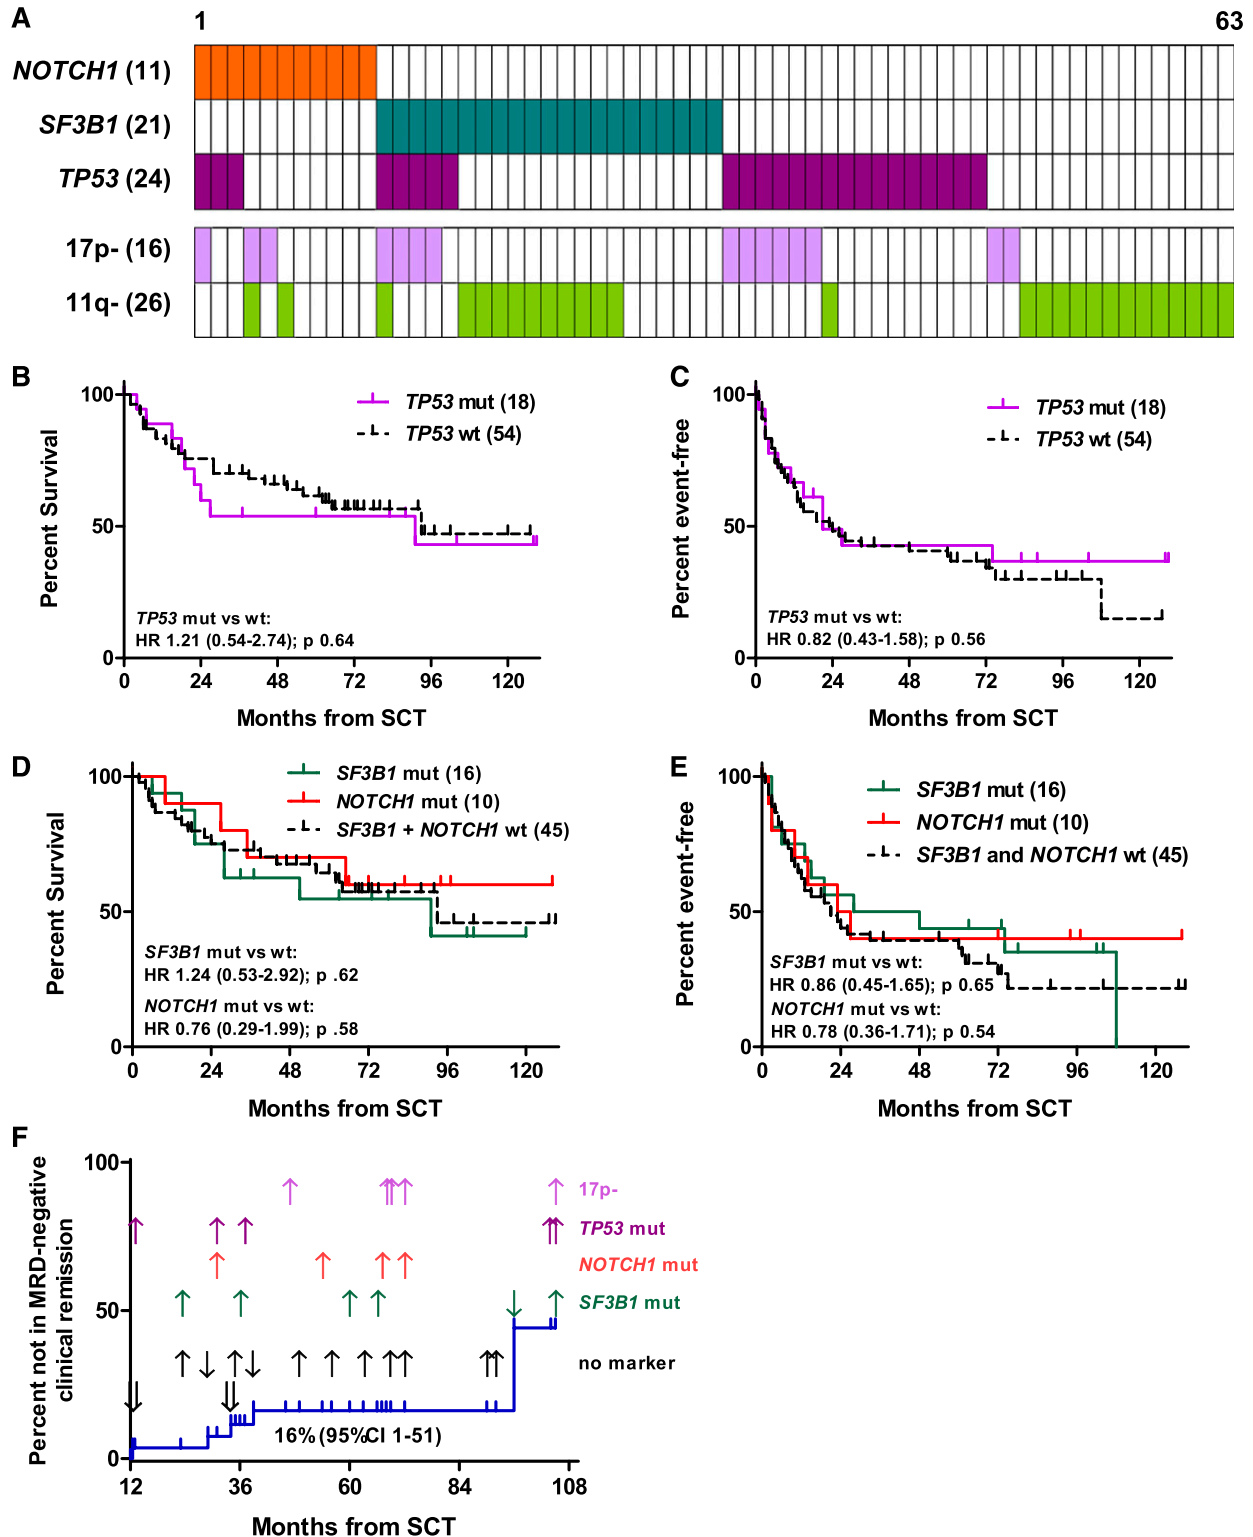 A
1 63
NOTCH1 (11)
SF3B1 (21)
TP53 (24)
17p- (16)
11q- (26)
B
Percent Survival
100
50
0
TP53 mut (18)
TP53 wt (54)
TP53 mut vs wt:
HR 1.21 (0.54-2.74); p 0.64
0 24 48 72 96 120
Months from SCT
C
Percent event-free
100
50
0
TP53 mut (18)
TP53 wt (54)
TP53 mut vs wt:
HR 0.82 (0.43-1.58); p 0.56
0 24 48 72 96 120
Months from SCT
D
Percent Survival
100
50
0
SF3B1 mut (16)
NOTCH1 mut (10)
SF3B1 + NOTCH1 wt (45)
SF3B1 mut vs wt:
HR 1.24 (0.53-2.92); p .62
NOTCH1 mut vs wt:
HR 0.76 (0.29-1.99); p .58
0 24 48 72 96 120
Months from SCT
E
Percent event-free
100
50
0
SF3B1 mut (16)
NOTCH1 mut (10)
SF3B1 and NOTCH1 wt (45)
SF3B1 mut vs wt:
HR 0.86 (0.45-1.65); p 0.65
NOTCH1 mut vs wt:
HR 0.78 (0.36-1.71); p 0.54
0 24 48 72 96 120
Months from SCT
F
Percent not in MRD-negative
clinical remission
100
50
0
17p-
TP53 mut
NOTCH1 mut
SF3B1 mut
no marker
16% (95%CI 1-51)
12 36 60 84 108
Months from SCT